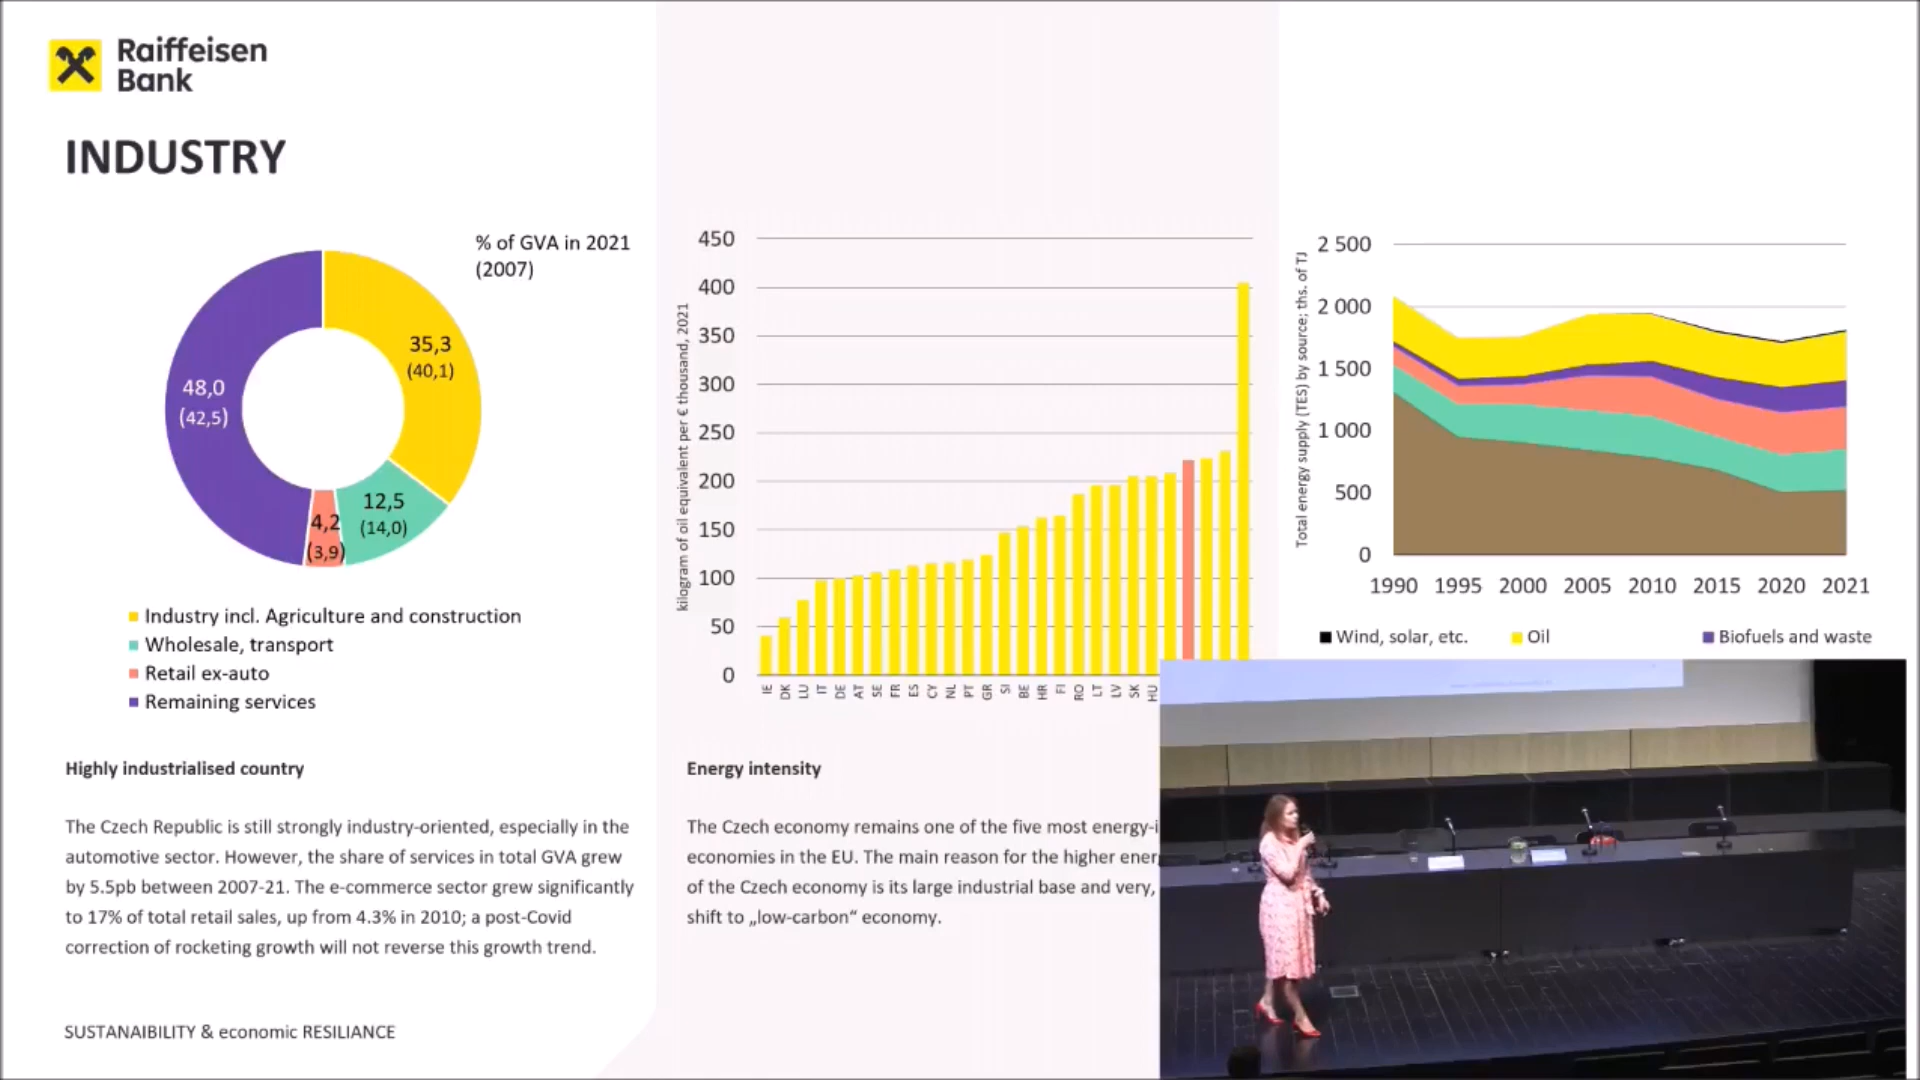 Raiffeisen
Bank
INDUSTRY
% of GVA in 2021
(2007)
35,3
(40,1)
48,0
(42,5)
12,5
(14,0)
4,2
(3,9)
Industry incl. Agriculture and construction
Wholesale, transport
Retail ex-auto
Remaining services
Highly industrialised country
The Czech Republic is still strongly industry-oriented, especially in the
automotive sector. However, the share of services in total GVA grew
by 5.5pb between 2007-21. The e-commerce sector grew significantly
to 17% of total retail sales, up from 4.3% in 2010; a post-Covid
correction of rocketing growth will not reverse this growth trend.
SUSTANAIBILITY & economic RESILIANCE
kilogram of oil equivalent per € thousand, 2021
450
400
350
300
250
200
150
100
50
0
IE DK LU IT DE AT SE FR ES CY NL PT GR SI BE HR FI RO LT LV SK HU
Energy intensity
The Czech economy remains one of the five most energy-i
economies in the EU. The main reason for the higher ener
of the Czech economy is its large industrial base and very,
shift to „low-carbon“ economy.
Total energy supply (TES) by source; ths. of TJ
2 500
2 000
1 500
1 000
500
0
1990 1995 2000 2005 2010 2015 2020 2021
Wind, solar, etc. Oil Biofuels and waste